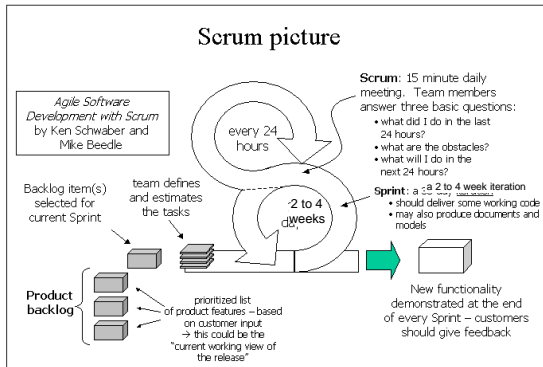 Scrum picture
Agile Software
Development with Scrum
by Ken Schwaber and
Mike Beedle
every 24
hours
Scrum: 15 minute daily
meeting. Team members
answer three basic questions:
• what did I do in the last
24 hours?
• what are the obstacles?
• what will I do in the
next 24 hours?
Backlog item(s)
selected for
current Sprint
team defines
and estimates
the tasks
2 to 4
weeks
Sprint: a 2 to 4 week iteration
• should deliver some working code
• may also produce documents and
models
Product
backlog
prioritized list
of product features – based
on customer input
→ this could be the
"current working view of
the release"
New functionality
demonstrated at the end
of every Sprint – customers
should give feedback